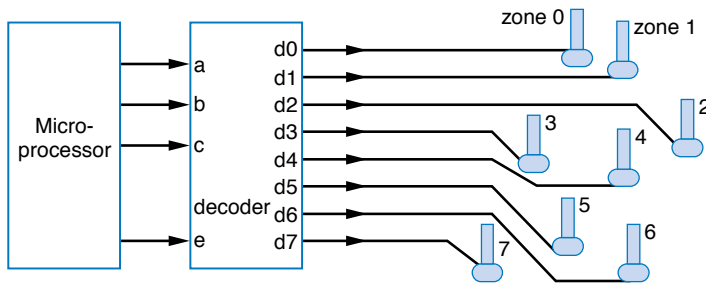 Micro-
processor
a
b
c
e
decoder
d0
d1
d2
d3
d4
d5
d6
d7
zone 0
zone 1
2
3
4
5
6
7